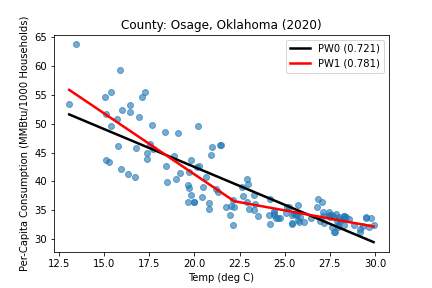 County: Osage, Oklahoma (2020)
Per-Capita Consumption (MMBtu/1000 Households)
65
60
55
50
45
40
35
30
PW0 (0.721)
PW1 (0.781)
12.5 15.0 17.5 20.0 22.5 25.0 27.5 30.0
Temp (deg C)